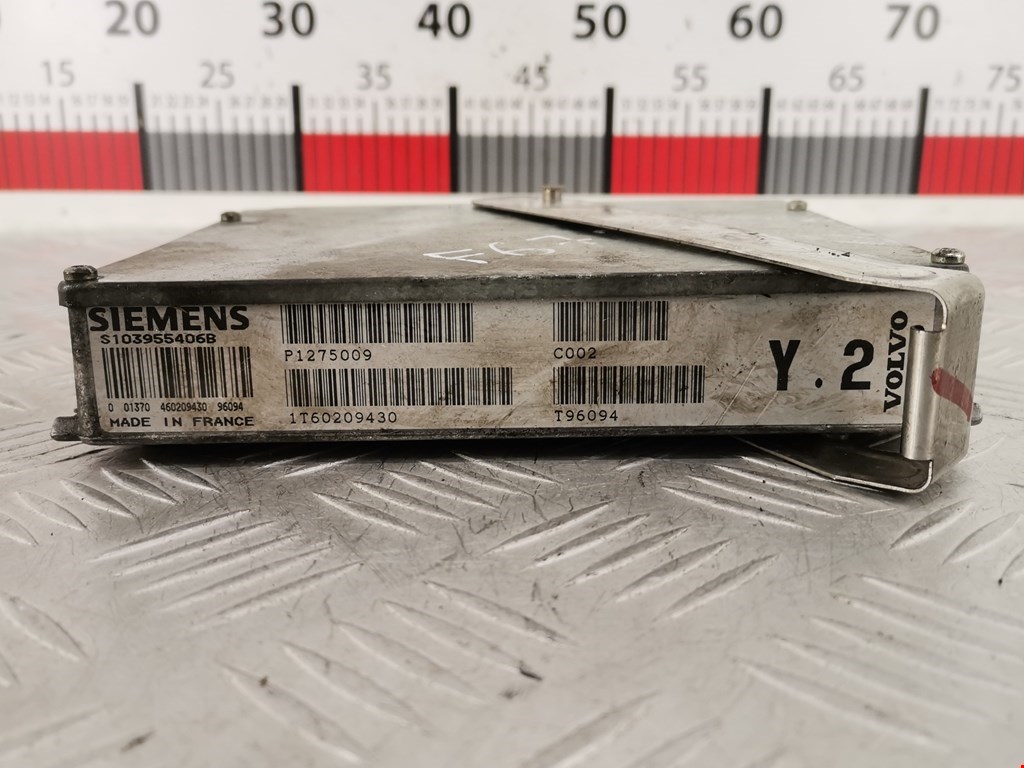 20 30 40 50 60 70
15 25 35 45 55 65 75
SIEMENS
S103955406B
0 01370 460209430 96094
MADE IN FRANCE
P1275009
1T60209430
C002
T96094
Y.2
VOLVO